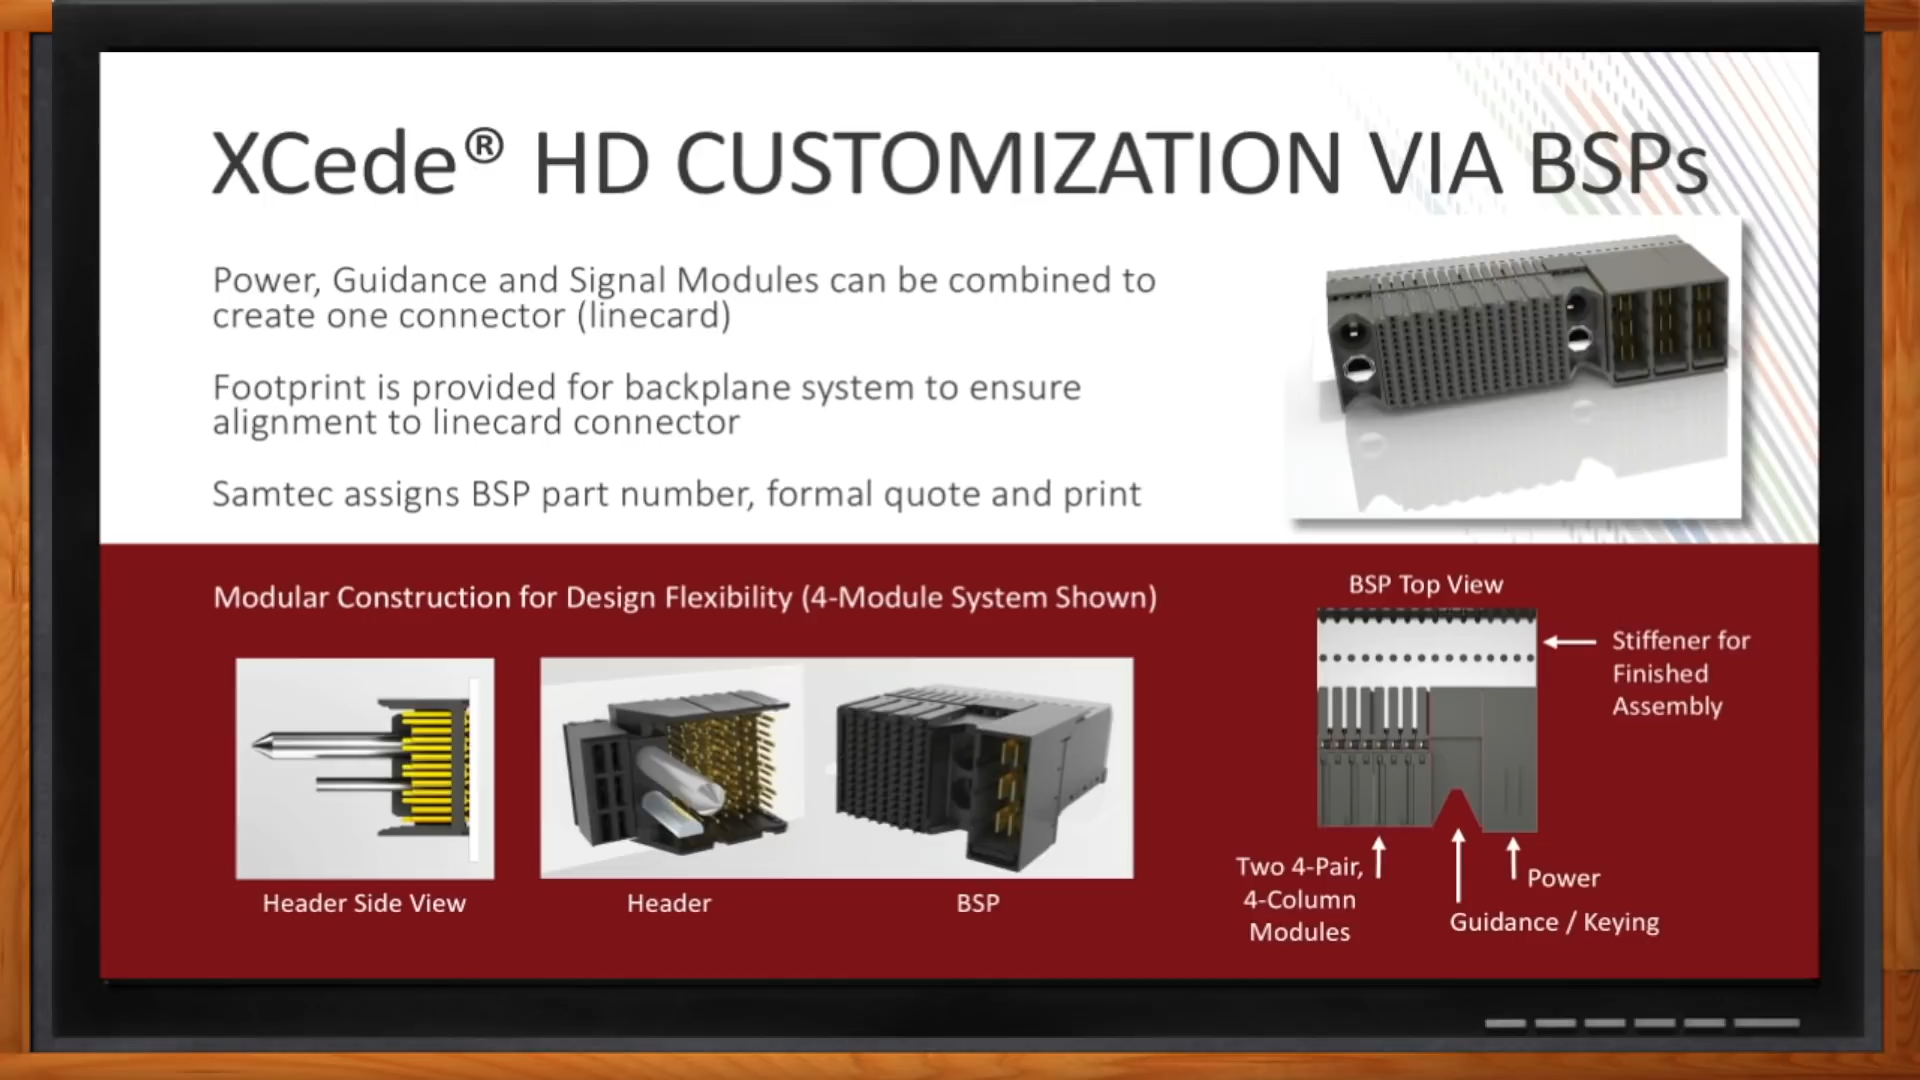 XCede® HD CUSTOMIZATION VIA BSPs
Power, Guidance and Signal Modules can be combined to
create one connector (linecard)
Footprint is provided for backplane system to ensure
alignment to linecard connector
Samtec assigns BSP part number, formal quote and print
Modular Construction for Design Flexibility (4-Module System Shown)
Header Side View
Header
BSP
BSP Top View
Stiffener for
Finished
Assembly
Two 4-Pair,
4-Column
Modules
Power
Guidance / Keying